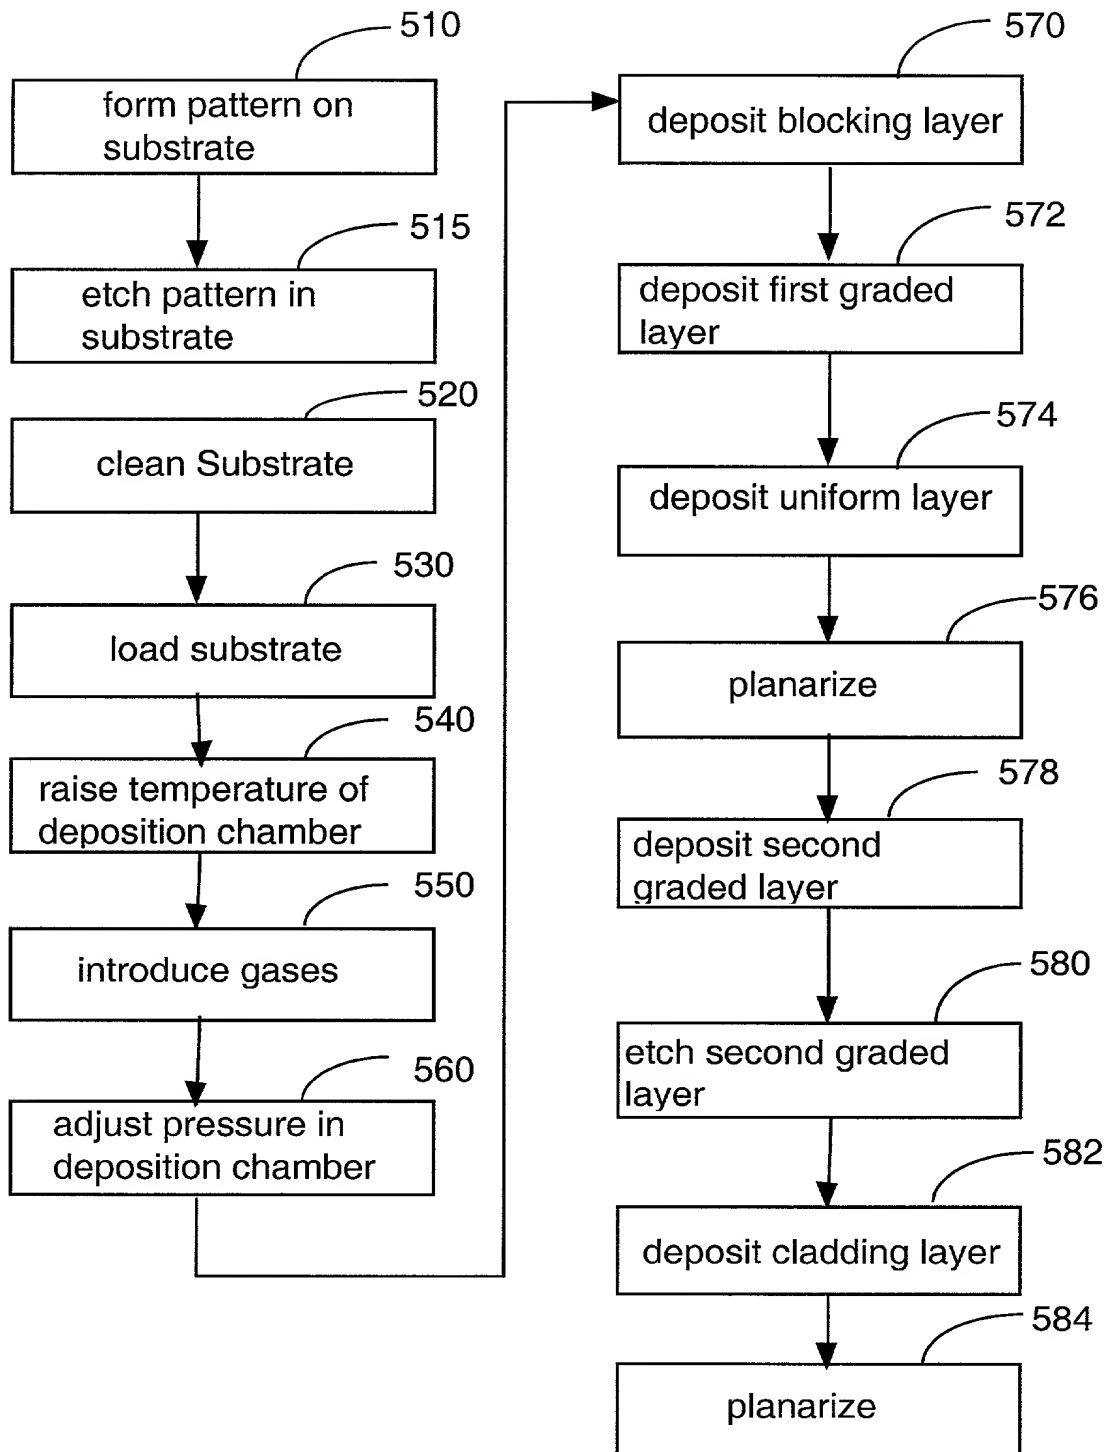 510
form pattern on
substrate
515
etch pattern in
substrate
520
clean Substrate
530
load substrate
540
raise temperature of
deposition chamber
550
introduce gases
560
adjust pressure in
deposition chamber
570
deposit blocking layer
572
deposit first graded
layer
574
deposit uniform layer
576
planarize
578
deposit second
graded layer
580
etch second graded
layer
582
deposit cladding layer
584
planarize